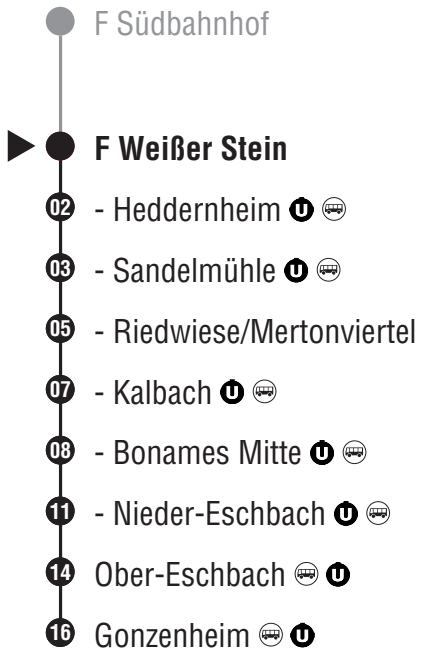 F Südbahnhof
F Weißer Stein
02 - Heddernheim U
03 - Sandelmühle U
05 - Riedwiese/Mertonviertel
07 - Kalbach U
08 - Bonames Mitte U
11 - Nieder-Eschbach U
14 Ober-Eschbach U
16 Gonzenheim U